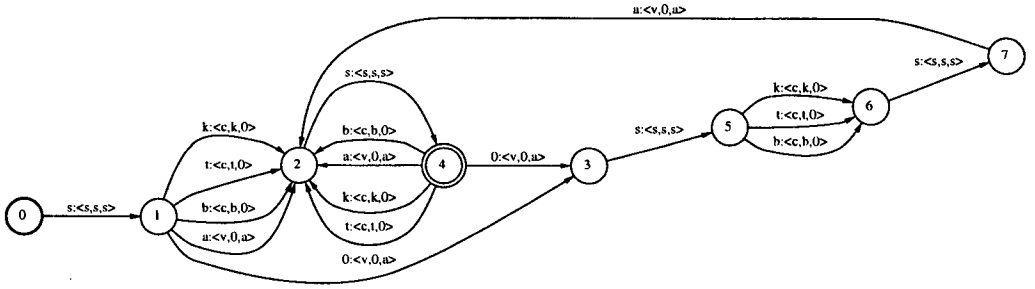 a:<v,0,a>
7
s:<s,s,s>
s:<s,s,s>
k:<c,k,0>
6
k:<c,k,0>
b:<c,b,0>
s:<s,s,s>
5
t:<c,t,0>
t:<c,t,0>
2
a:<v,0,a>
4
0:<v,0,a>
3
b:<c,b,0>
k:<c,k,0>
0
s:<s,s,s>
1
b:<c,b,0>
t:<c,t,0>
a:<v,0,a>
0:<v,0,a>